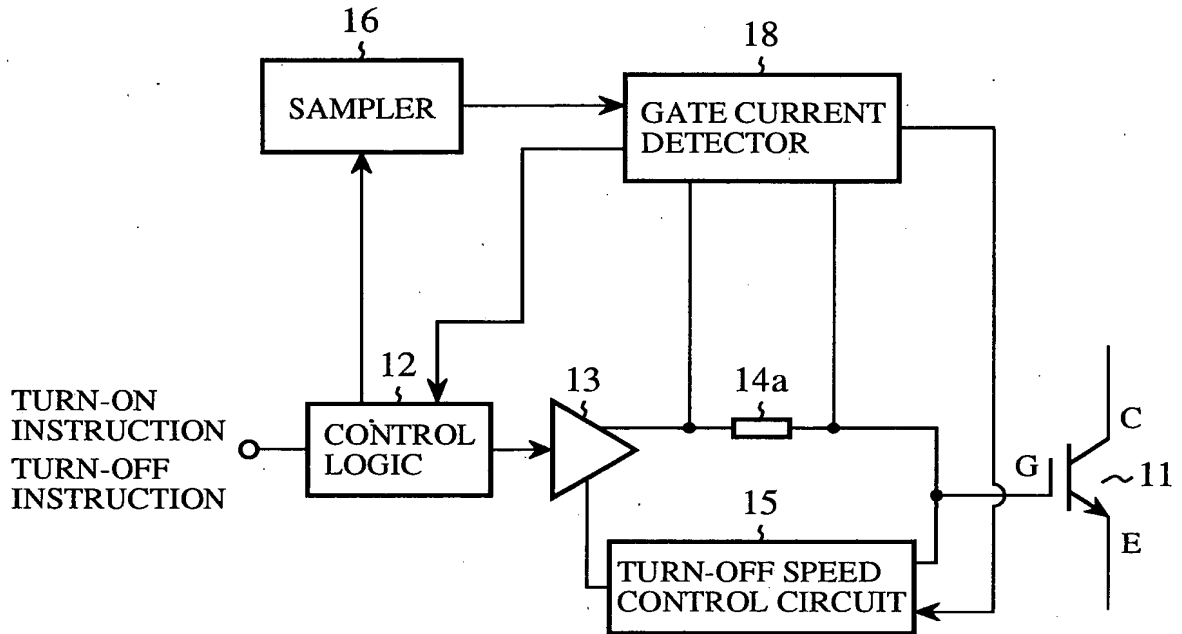 16
SAMPLER
18
GATE CURRENT
DETECTOR
12
CONTROL
LOGIC
13
14a
TURN-ON
INSTRUCTION
TURN-OFF
INSTRUCTION
15
TURN-OFF SPEED
CONTROL CIRCUIT
C
G
11
E